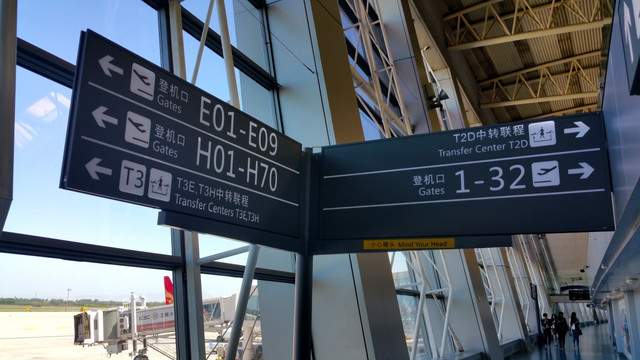 登机口 Gates E01-E09
登机口 Gates H01-H70
T3 T3E,T3H中转联程
Transfer Centers T3E,T3H
T2D中转联程
Transfer Center T2D
登机口 Gates 1-32
小心碰头 Mind Your Head